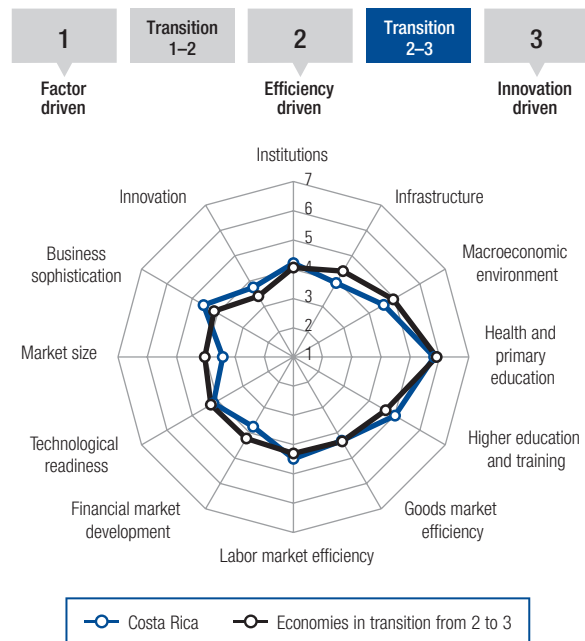 1
Transition
1–2
2
Transition
2–3
3
Factor
driven
Efficiency
driven
Innovation
driven
Institutions
Infrastructure
Macroeconomic
environment
Health and
primary
education
Higher education
and training
Goods market
efficiency
Labor market efficiency
Financial market
development
Technological
readiness
Market size
Business
sophistication
Innovation
7
6
5
4
3
2
1
Costa Rica
Economies in transition from 2 to 3